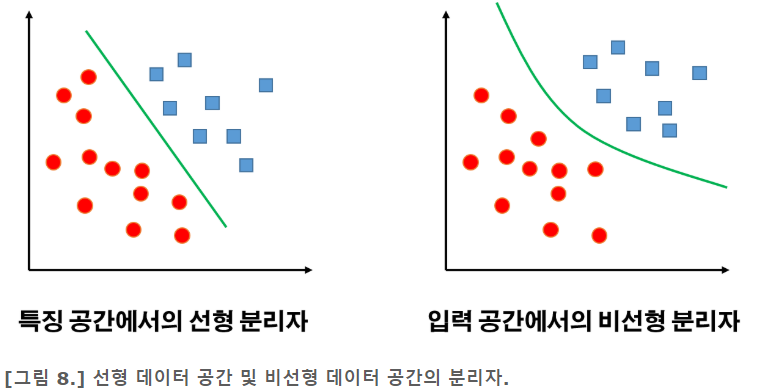 특징 공간에서의 선형 분리자
입력 공간에서의 비선형 분리자
[그림 8.] 선형 데이터 공간 및 비선형 데이터 공간의 분리자.